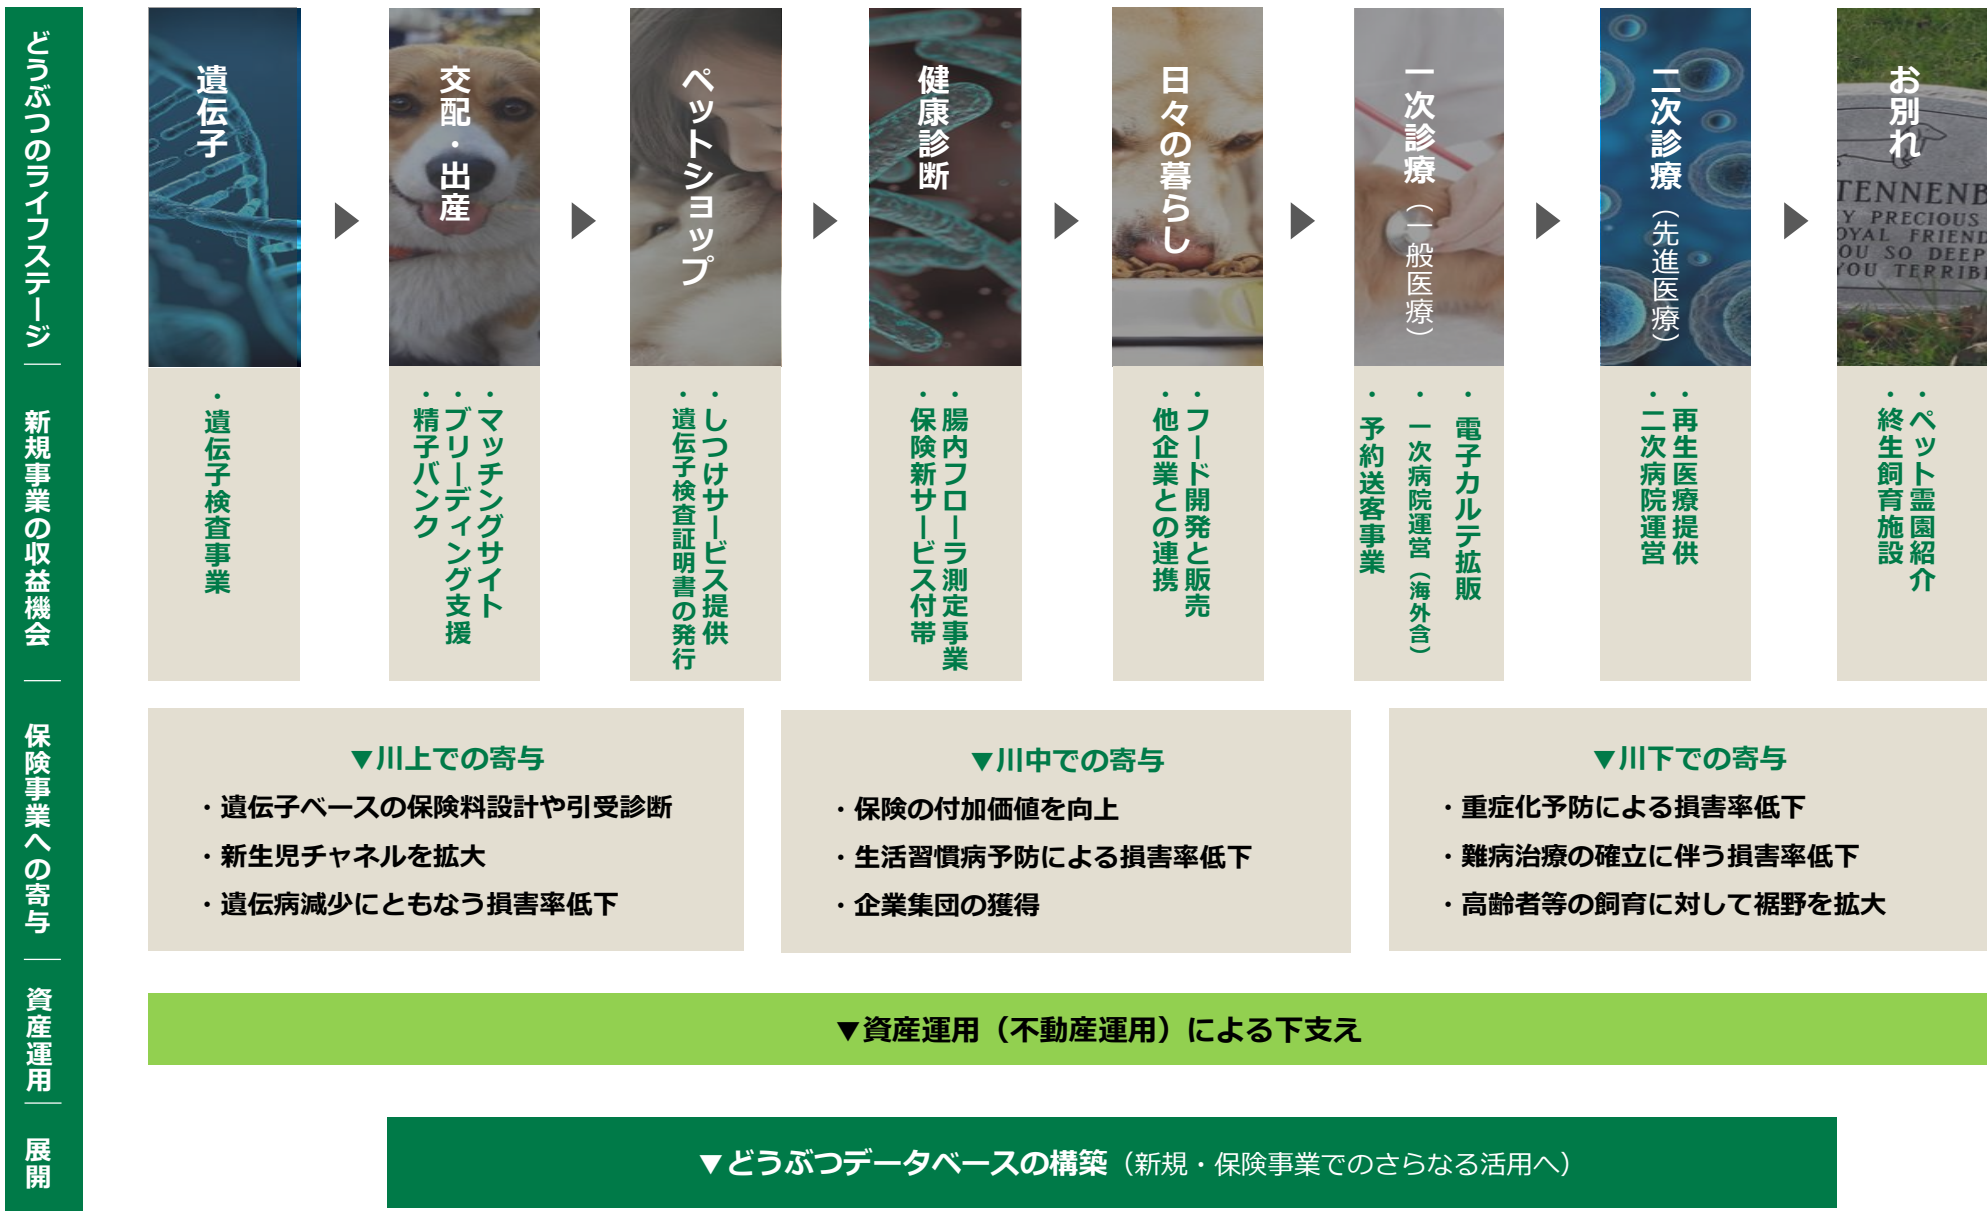 どうぶつのライフステージ
遺伝子
交配・出産
ペットショップ
健康診断
日々の暮らし
一次診療（一般医療）
二次診療（先進医療）
お別れ
TENNENB
Y PRECIOUS
OYAL FRIEND
OU SO DEEP
YOU TERRIB
新規事業の収益機会
・遺伝子検査事業
・マッチングサイト
・ブリーディング支援
・精子バンク
・しつけサービス提供
・遺伝子検査証明書の発行
・腸内フローラ測定事業
・保険新サービス付帯
・フード開発と販売
・他企業との連携
・電子カルテ拡販
・一次病院運営（海外含）
・予約送客事業
・再生医療提供
・二次病院運営
・ペット霊園紹介
・終生飼育施設
保険事業への寄与
▼川上での寄与
・遺伝子ベースの保険料設計や引受診断
・新生児チャネルを拡大
・遺伝病減少にともなう損害率低下
▼川中での寄与
・保険の付加価値を向上
・生活習慣病予防による損害率低下
・企業集団の獲得
▼川下での寄与
・重症化予防による損害率低下
・難病治療の確立に伴う損害率低下
・高齢者等の飼育に対して裾野を拡大
資産運用
▼資産運用（不動産運用）による下支え
展開
▼どうぶつデータベースの構築（新規・保険事業でのさらなる活用へ）